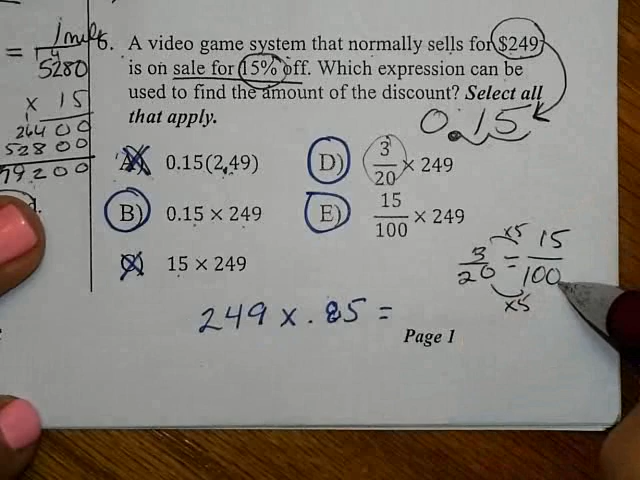 1 mile
5280
x 15
26400
52800
79200
d.
6. A video game system that normally sells for $249
is on sale for 15% off. Which expression can be
used to find the amount of the discount? Select all
that apply.
0.15
A) 0.15(2,49)
B) 0.15 × 249
15 × 249
D) 3/20 × 249
E) 15/100 × 249
x5
3/20 = 15/100
x5
249 x .85 =
Page 1